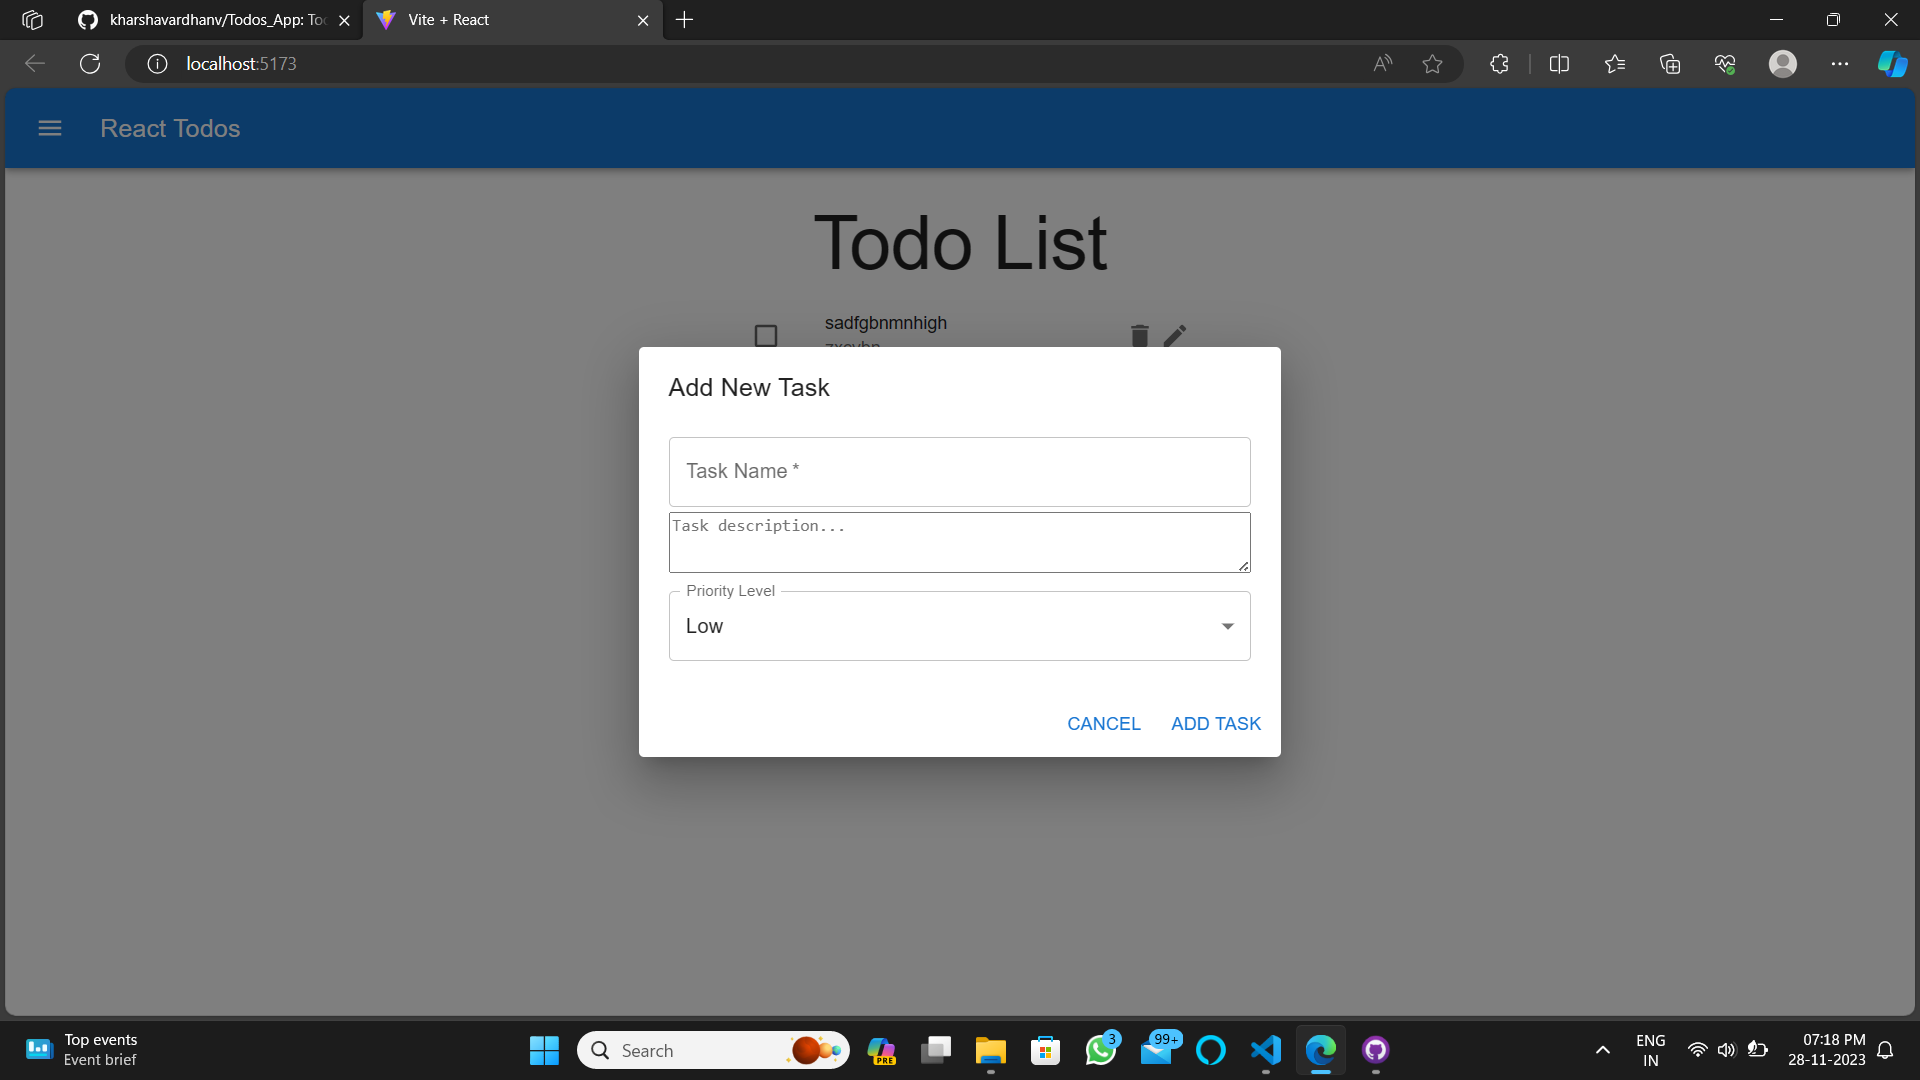 kharshavardhanv/Todos_App: To
Vite + React
localhost:5173
React Todos
Todo List
sadfgbnmnhigh
Add New Task
Task Name *
Task description...
Priority Level
Low
CANCEL
ADD TASK
Top events
Event brief
Search
PRE
3
99+
ENG
IN
07:18 PM
28-11-2023